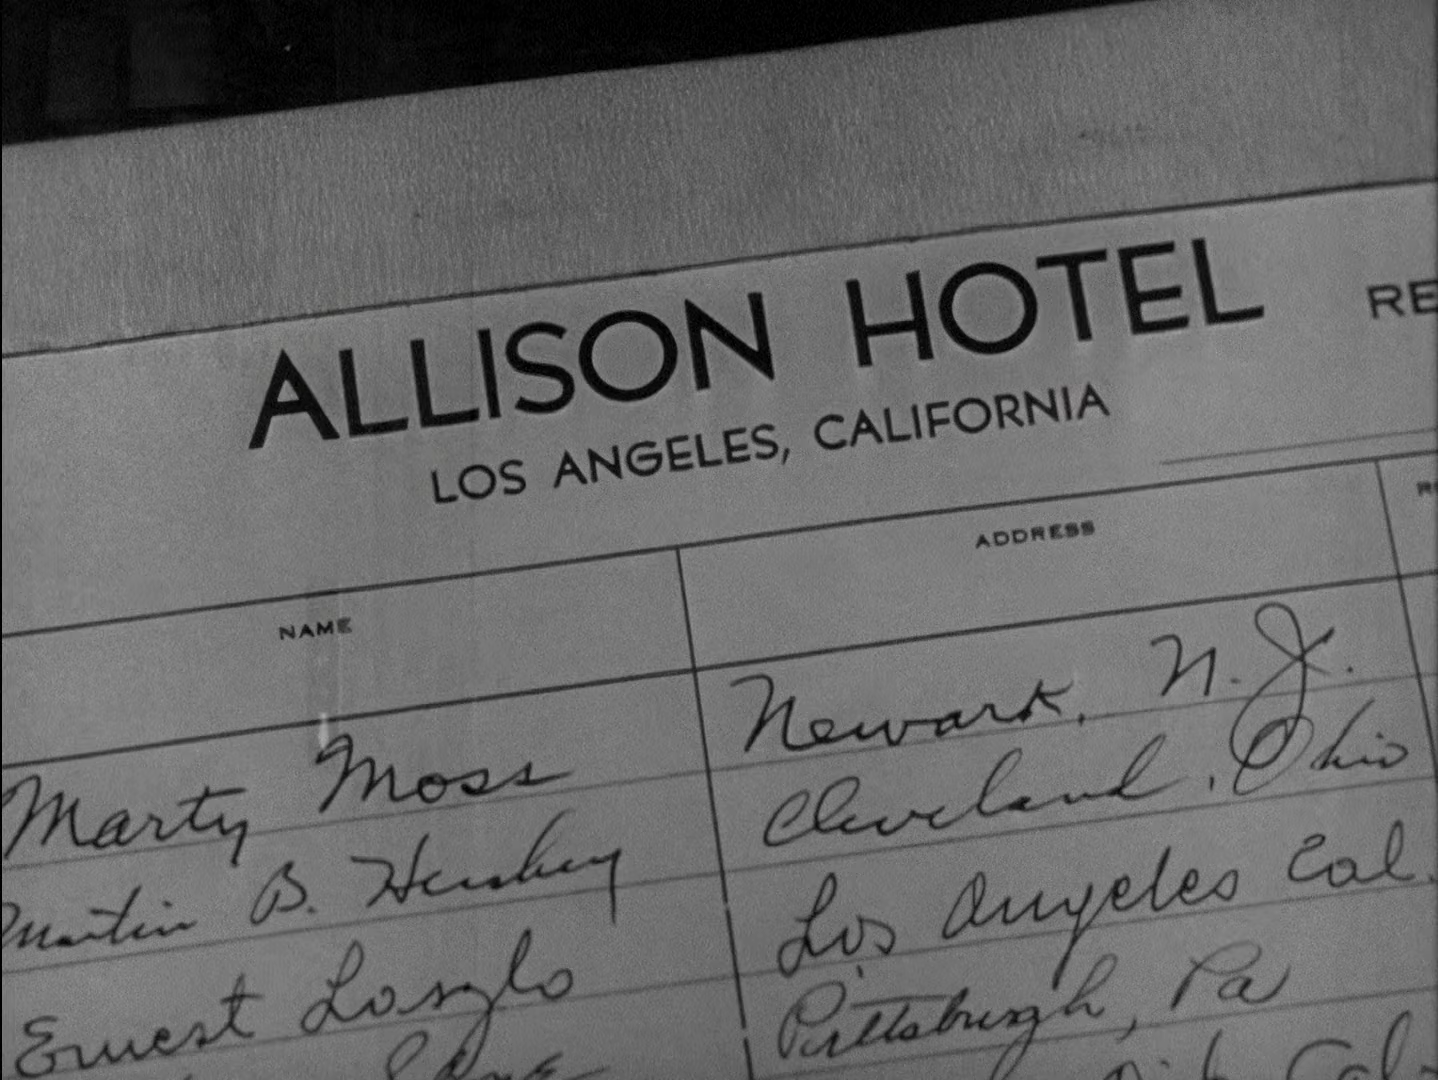 ALLISON HOTEL RE
LOS ANGELES, CALIFORNIA
NAME ADDRESS R
Marty Moss Newark, N.J.
Martin B. Hershey Cleveland, Ohio
Ernest Laszlo Los Angeles Cal.
Pittsburgh, Pa